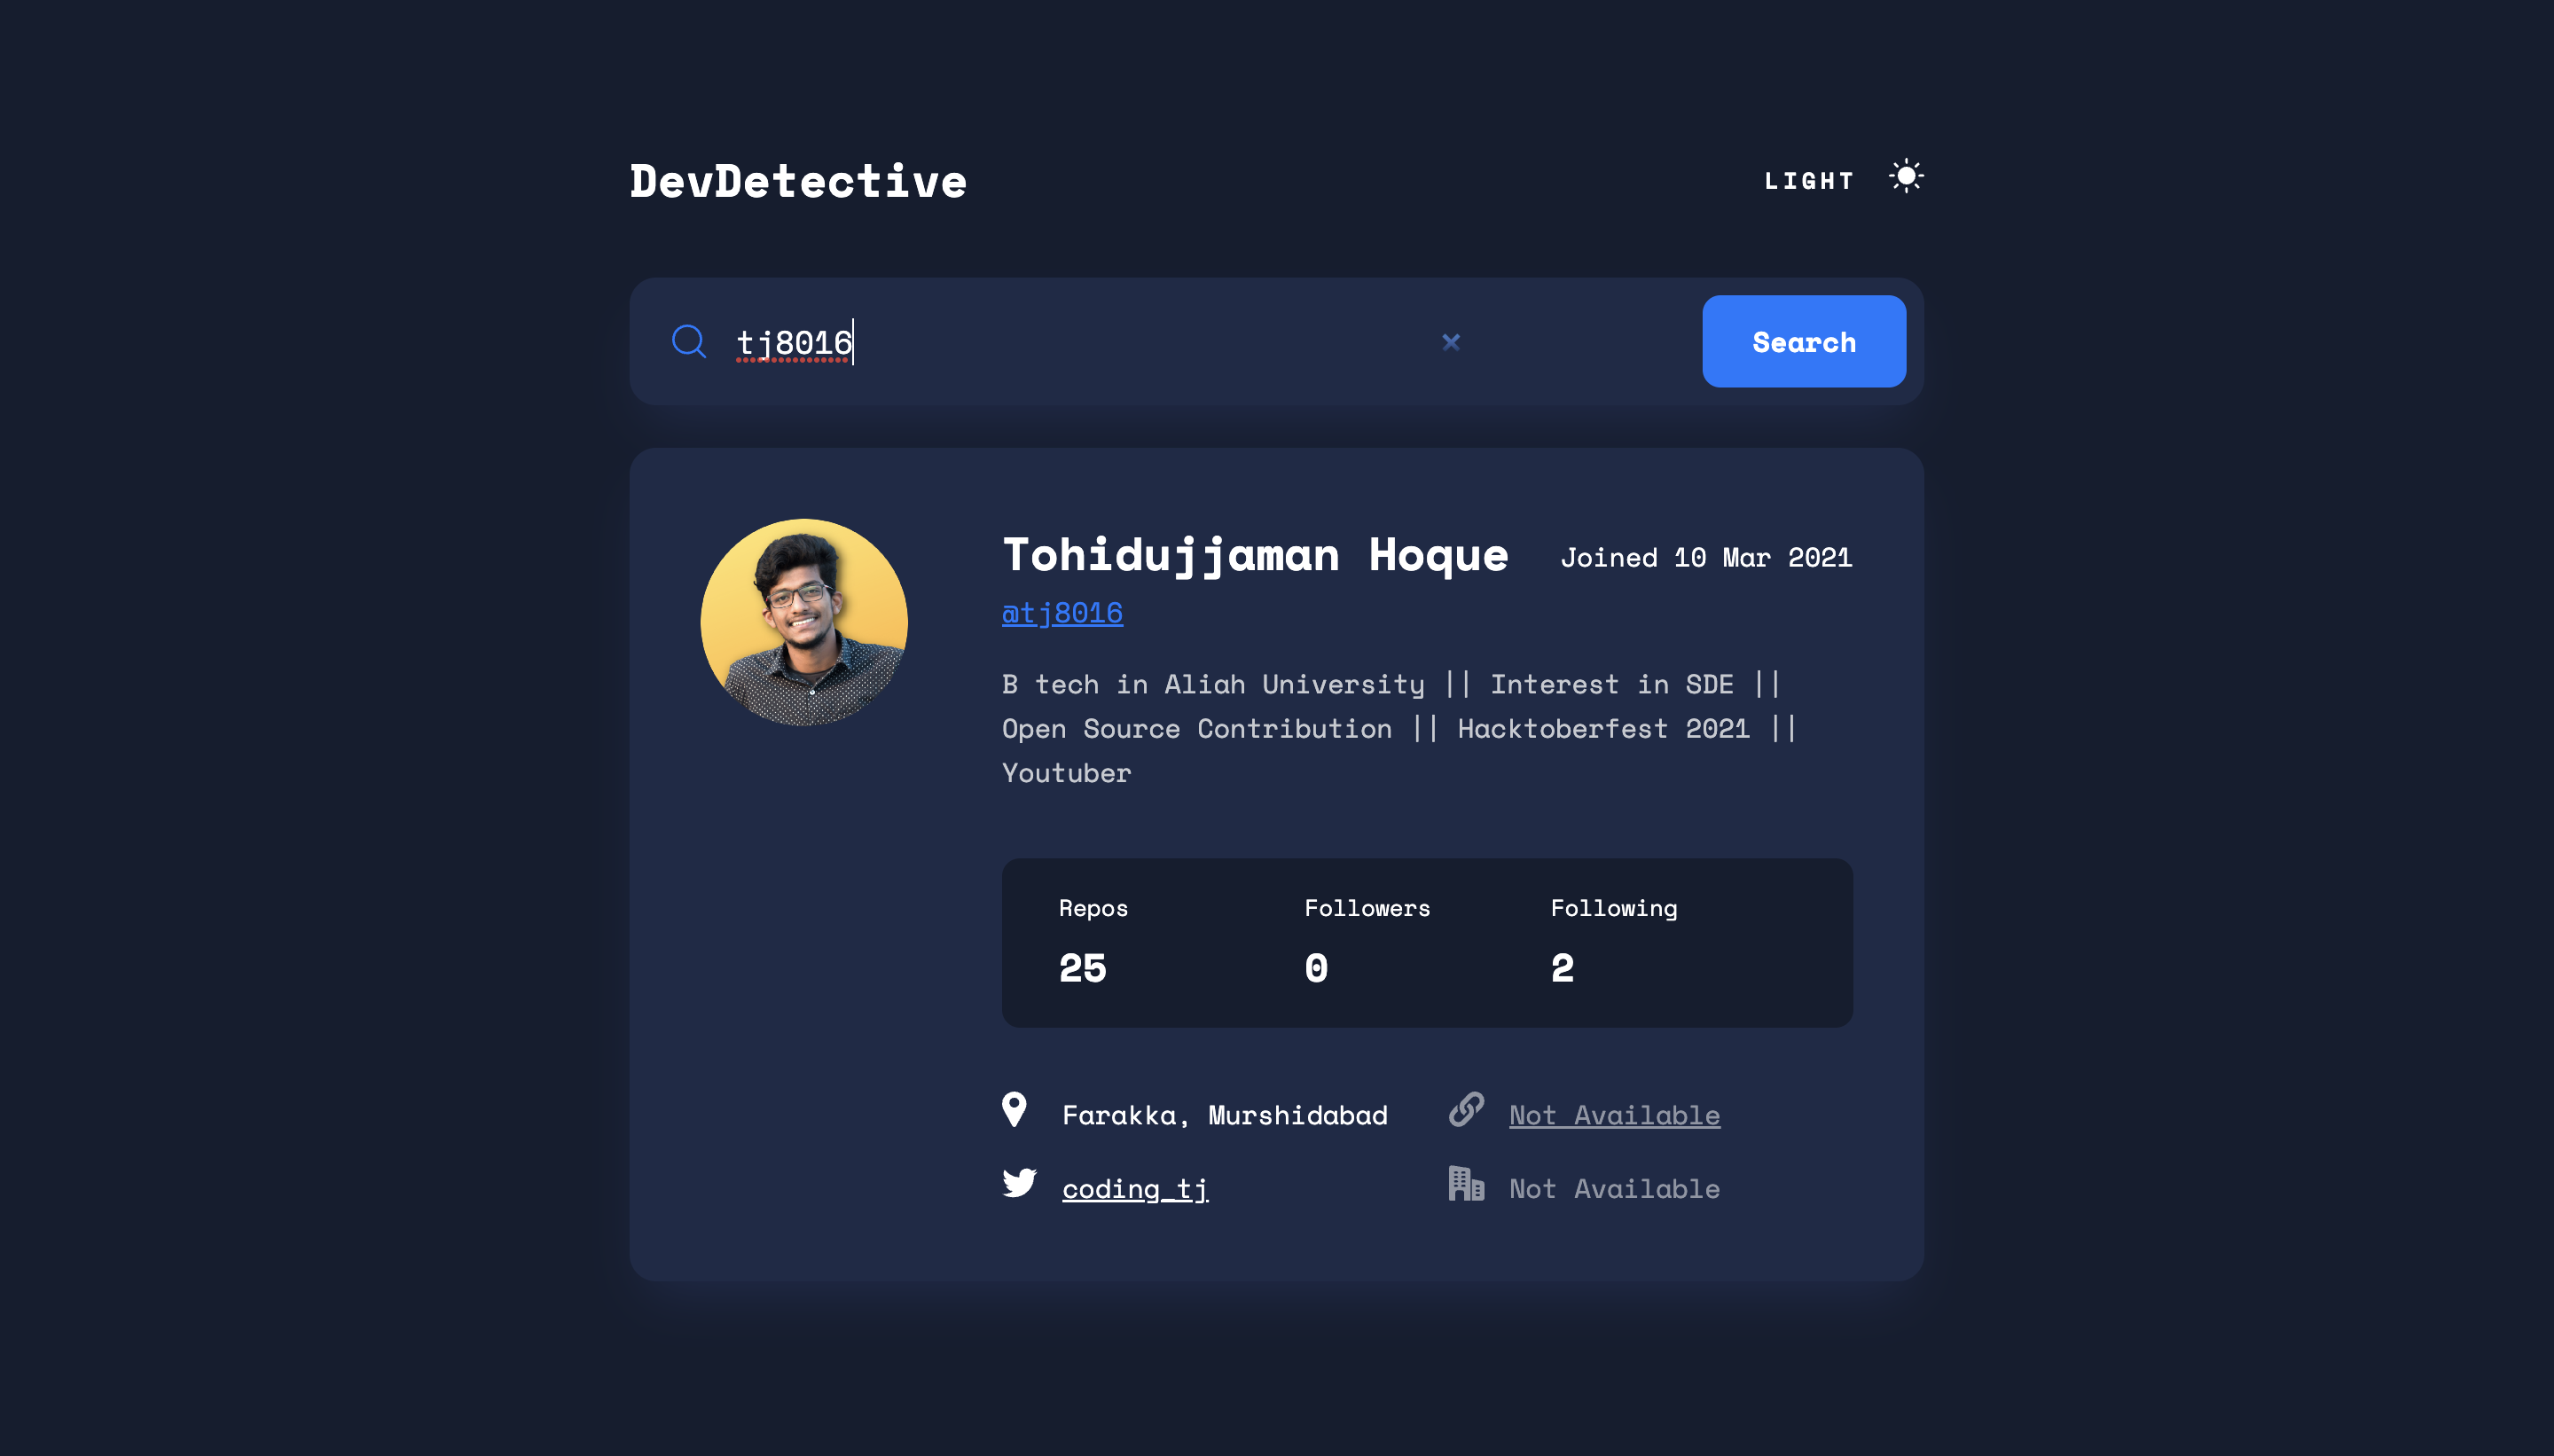 DevDetective
LIGHT
tj8016
Search
Tohidujjaman Hoque
Joined 10 Mar 2021
@tj8016
B tech in Aliah University || Interest in SDE ||
Open Source Contribution || Hacktoberfest 2021 ||
Youtuber
Repos
Followers
Following
25
0
2
Farakka, Murshidabad
Not Available
coding_tj
Not Available